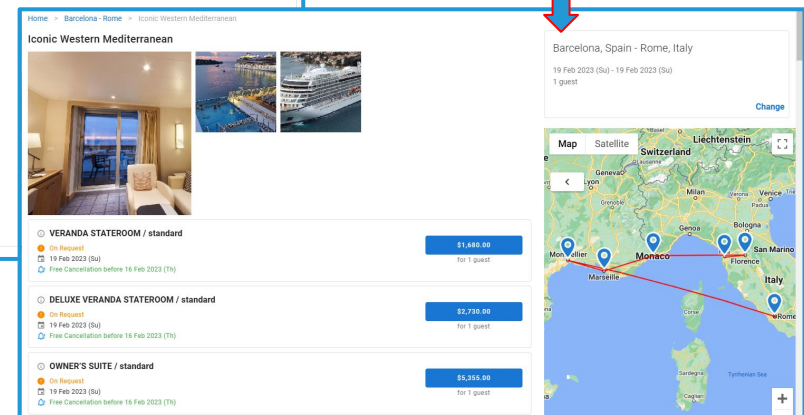 Home > Barcelona - Rome > Iconic Western Mediterranean
Iconic Western Mediterranean
VERANDA STATEROOM / standard
On Request
19 Feb 2023 (Su)
Free Cancellation before 16 Feb 2023 (Th)
$1,680.00
for 1 guest
DELUXE VERANDA STATEROOM / standard
On Request
19 Feb 2023 (Su)
Free Cancellation before 16 Feb 2023 (Th)
$2,730.00
for 1 guest
OWNER'S SUITE / standard
On Request
19 Feb 2023 (Su)
Free Cancellation before 16 Feb 2023 (Th)
$5,355.00
for 1 guest
Barcelona, Spain - Rome, Italy
19 Feb 2023 (Su) - 19 Feb 2023 (Su)
1 guest
Change
Map Satellite
Liechtenstein
Switzerland
Lausanne
Geneva
Lyon
Milan
Verona
Venice
Grenoble
Padua
Genoa
Bologna
Monaco
San Marino
Florence
Marseille
Italy
Corse
Rome
Sardegna
Tyrrhenian Sea
Cagliari